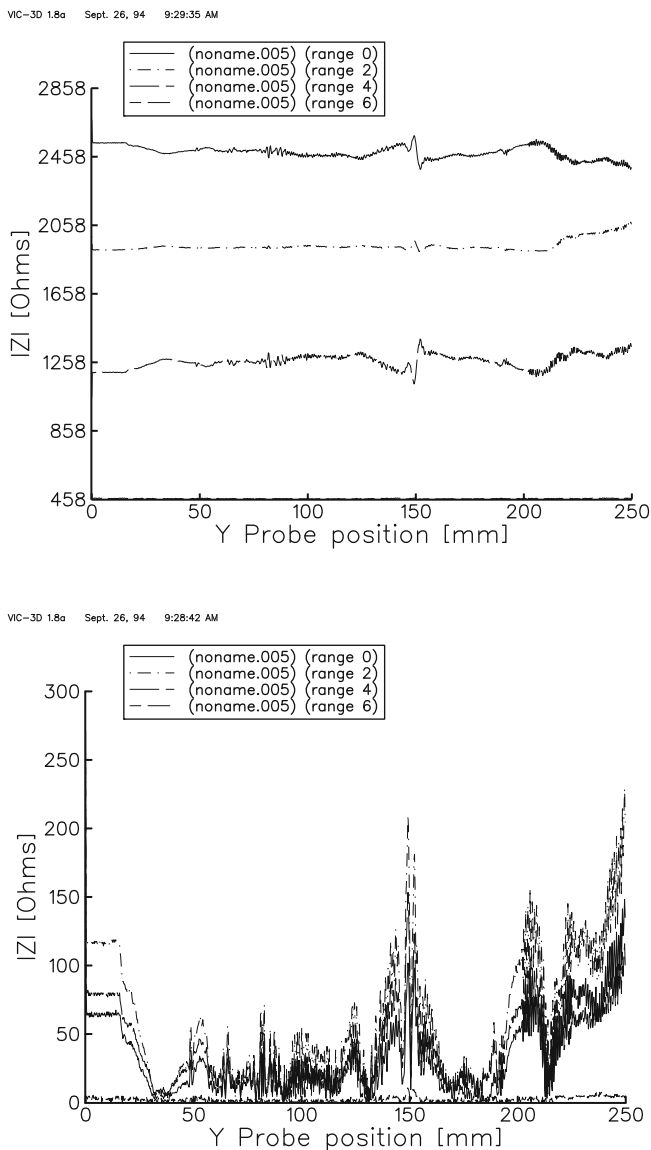 VIC-3D 1.8a Sept. 26, 94 9:29:35 AM
(noname.005) (range 0)
(noname.005) (range 2)
(noname.005) (range 4)
(noname.005) (range 6)
2858
2458
2058
1658
1258
858
458
|Z| [Ohms]
0 50 100 150 200 250
Y Probe position [mm]
VIC-3D 1.8a Sept. 26, 94 9:28:42 AM
(noname.005) (range 0)
(noname.005) (range 2)
(noname.005) (range 4)
(noname.005) (range 6)
300
250
200
150
100
50
0
|Z| [Ohms]
0 50 100 150 200 250
Y Probe position [mm]